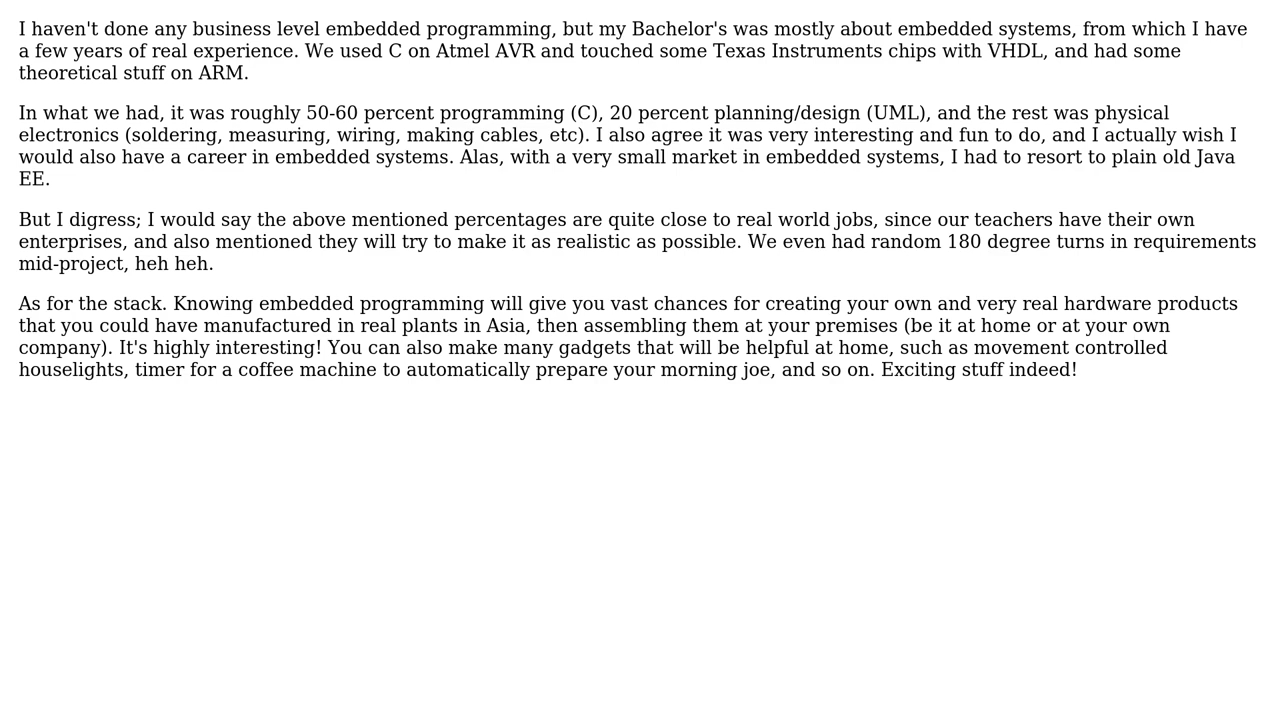 I haven't done any business level embedded programming, but my Bachelor's was mostly about embedded systems, from which I have
a few years of real experience. We used C on Atmel AVR and touched some Texas Instruments chips with VHDL, and had some
theoretical stuff on ARM.
In what we had, it was roughly 50-60 percent programming (C), 20 percent planning/design (UML), and the rest was physical
electronics (soldering, measuring, wiring, making cables, etc). I also agree it was very interesting and fun to do, and I actually wish I
would also have a career in embedded systems. Alas, with a very small market in embedded systems, I had to resort to plain old Java
EE.
But I digress; I would say the above mentioned percentages are quite close to real world jobs, since our teachers have their own
enterprises, and also mentioned they will try to make it as realistic as possible. We even had random 180 degree turns in requirements
mid-project, heh heh.
As for the stack. Knowing embedded programming will give you vast chances for creating your own and very real hardware products
that you could have manufactured in real plants in Asia, then assembling them at your premises (be it at home or at your own
company). It's highly interesting! You can also make many gadgets that will be helpful at home, such as movement controlled
houselights, timer for a coffee machine to automatically prepare your morning joe, and so on. Exciting stuff indeed!